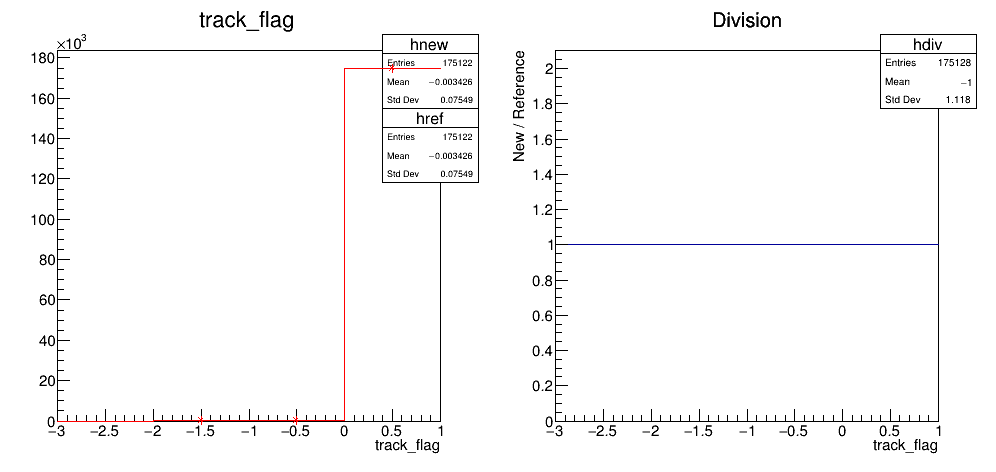 track_flag
×10³
180
160
140
120
100
80
60
40
20
0
−3
−2.5
−2
−1.5
−1
−0.5
0
0.5
1
track_flag
hnew
Entries 175122
Mean −0.003426
Std Dev 0.07549
href
Entries 175122
Mean −0.003426
Std Dev 0.07549
Division
New / Reference
2
1.8
1.6
1.4
1.2
1
0.8
0.6
0.4
0.2
0
−3
−2.5
−2
−1.5
−1
−0.5
0
0.5
1
track_flag
hdiv
Entries 175128
Mean −1
Std Dev 1.118